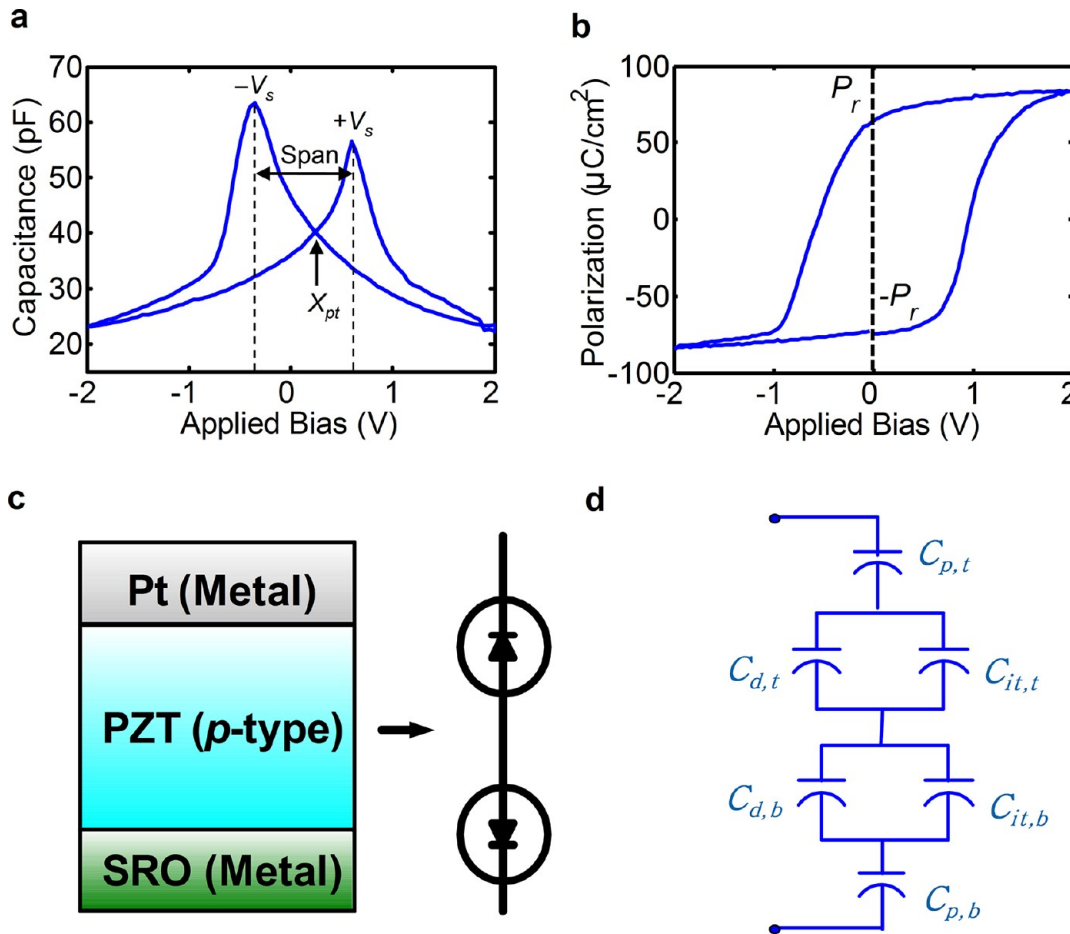 a
70
60
50
40
30
20
Capacitance (pF)
–Vs
+Vs
Span
Xpt
-2
-1
0
1
2
Applied Bias (V)
b
100
50
0
-50
-100
Polarization (µC/cm²)
Pr
-Pr
-2
-1
0
1
2
Applied Bias (V)
c
Pt (Metal)
PZT (p-type)
SRO (Metal)
d
Cp,t
Cd,t
Cit,t
Cd,b
Cit,b
Cp,b